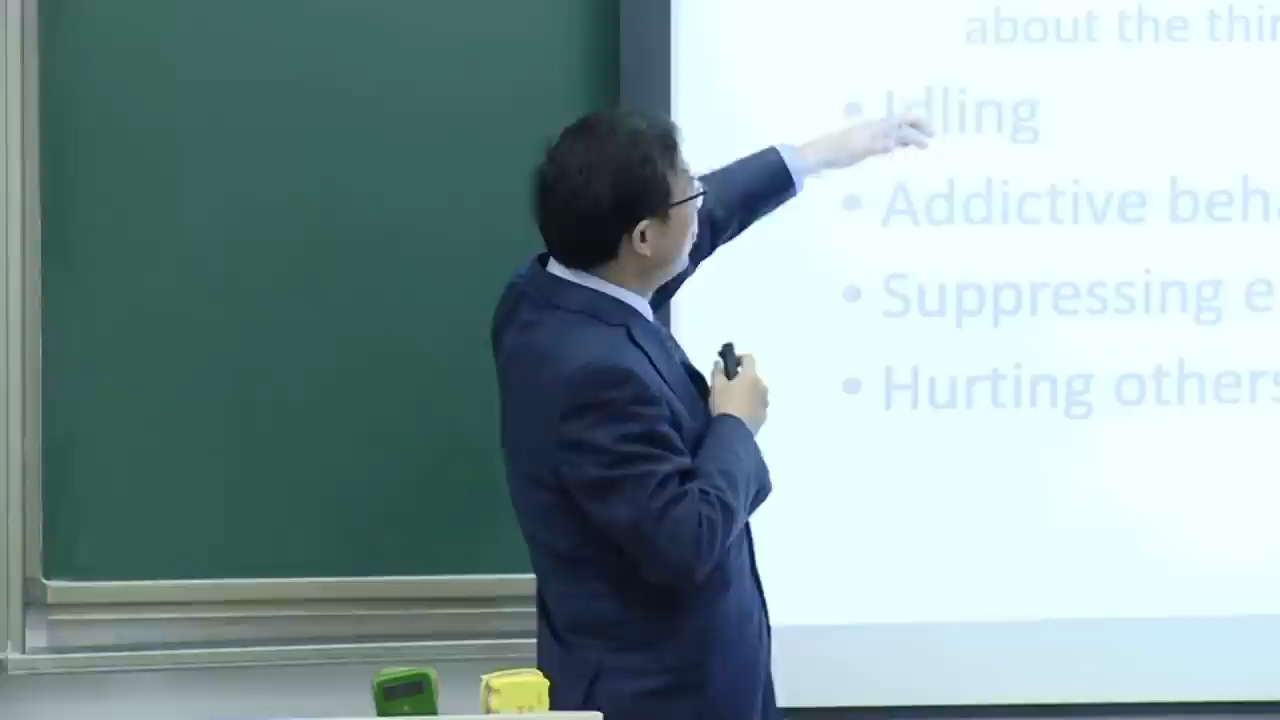 about the thin
• Idling
• Addictive beha
• Suppressing e
• Hurting others